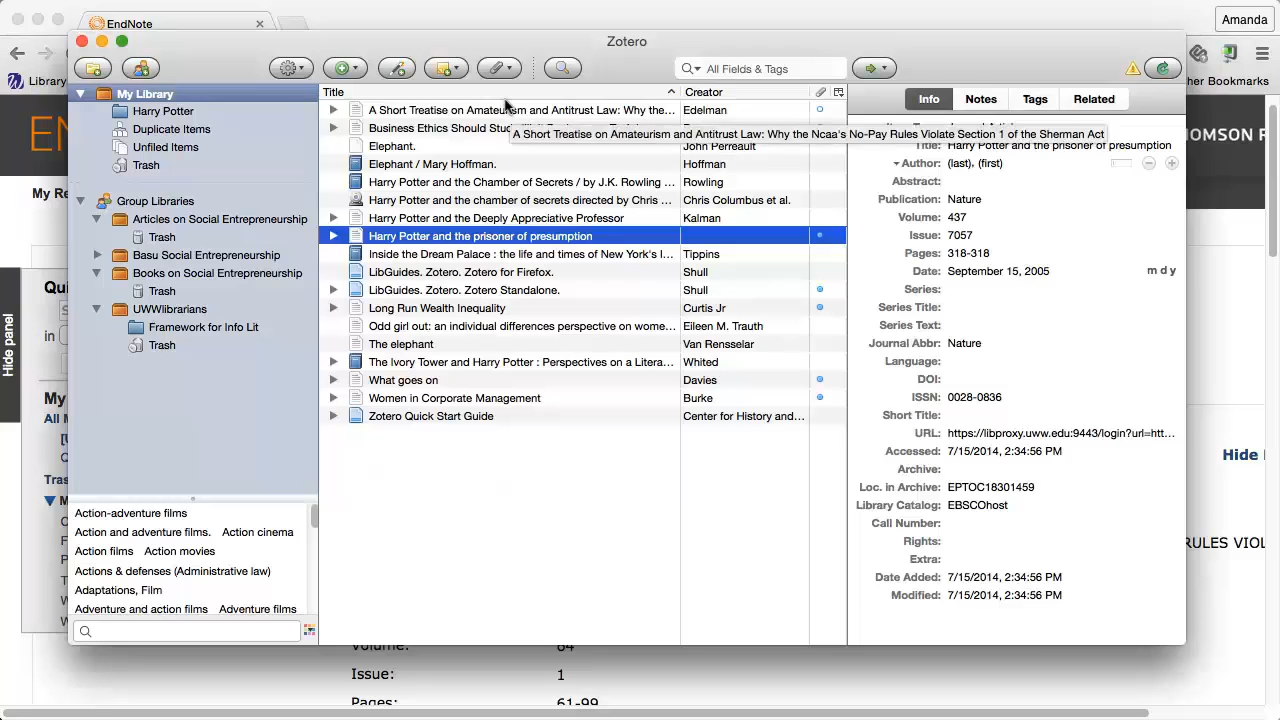 EndNote
Amanda
Zotero
Library
her Bookmarks
All Fields & Tags
My Library
Harry Potter
Duplicate Items
Unfiled Items
Trash
Group Libraries
Articles on Social Entrepreneurship
Trash
Basu Social Entrepreneurship
Books on Social Entrepreneurship
Trash
UWWlibrarians
Framework for Info Lit
Trash
Action-adventure films
Action and adventure films. Action cinema
Action films Action movies
Actions & defenses (Administrative law)
Adaptations, Film
Adventure and action films Adventure films
Title Creator
A Short Treatise on Amateurism and Antitrust Law: Why the... Edelman
Business Ethics Should Stu
A Short Treatise on Amateurism and Antitrust Law: Why the Ncaa's No-Pay Rules Violate Section 1 of the Sherman Act
Elephant. John Perreault
Elephant / Mary Hoffman. Hoffman
Harry Potter and the Chamber of Secrets / by J.K. Rowling ... Rowling
Harry Potter and the chamber of secrets directed by Chris ... Chris Columbus et al.
Harry Potter and the Deeply Appreciative Professor Kalman
Harry Potter and the prisoner of presumption
Inside the Dream Palace : the life and times of New York's l... Tippins
LibGuides. Zotero. Zotero for Firefox. Shull
LibGuides. Zotero. Zotero Standalone. Shull
Long Run Wealth Inequality Curtis Jr
Odd girl out: an individual differences perspective on wome... Eileen M. Trauth
The elephant Van Rensselar
The Ivory Tower and Harry Potter : Perspectives on a Litera... Whited
What goes on Davies
Women in Corporate Management Burke
Zotero Quick Start Guide Center for History and...
Info Notes Tags Related
Title: Harry Potter and the prisoner of presumption
Author: (last), (first)
Abstract:
Publication: Nature
Volume: 437
Issue: 7057
Pages: 318-318
Date: September 15, 2005 m d y
Series:
Series Title:
Series Text:
Journal Abbr: Nature
Language:
DOI:
ISSN: 0028-0836
Short Title:
URL: https://libproxy.uww.edu:9443/login?url=htt...
Accessed: 7/15/2014, 2:34:56 PM
Archive:
Loc. in Archive: EPTOC18301459
Library Catalog: EBSCOhost
Call Number:
Rights:
Extra:
Date Added: 7/15/2014, 2:34:56 PM
Modified: 7/15/2014, 2:34:56 PM
EN
HOMSON R
My Re
Hide panel
Qui
in
My
All M
Tras
Hide
RULES VIOL
Volume: 64
Issue: 1
Pages: 61-99